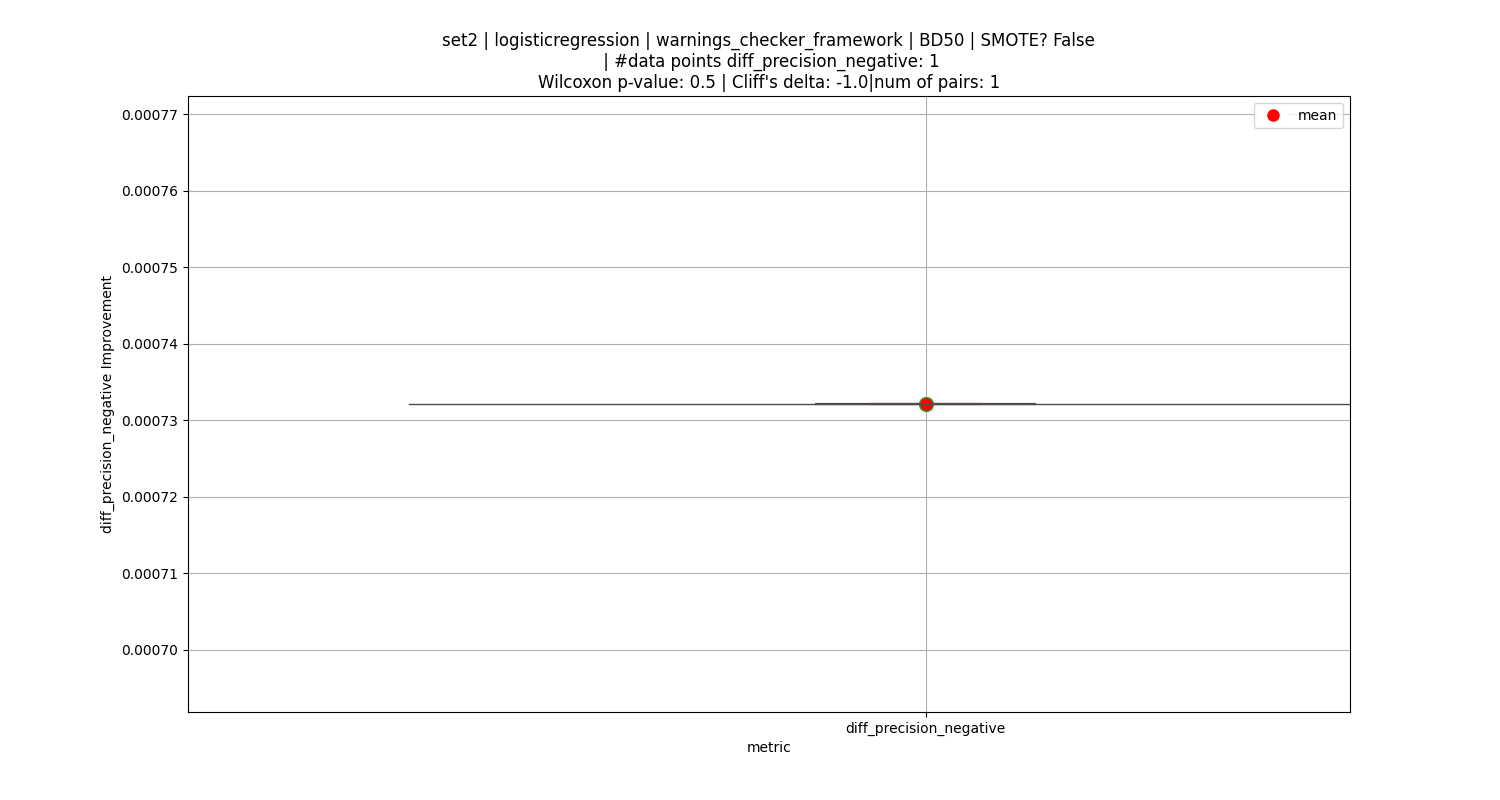 set2 | logisticregression | warnings_checker_framework | BD50 | SMOTE? False
| #data points diff_precision_negative: 1
Wilcoxon p-value: 0.5 | Cliff's delta: -1.0|num of pairs: 1
mean
0.00077
0.00076
0.00075
0.00074
0.00073
0.00072
0.00071
0.00070
diff_precision_negative Improvement
diff_precision_negative
metric